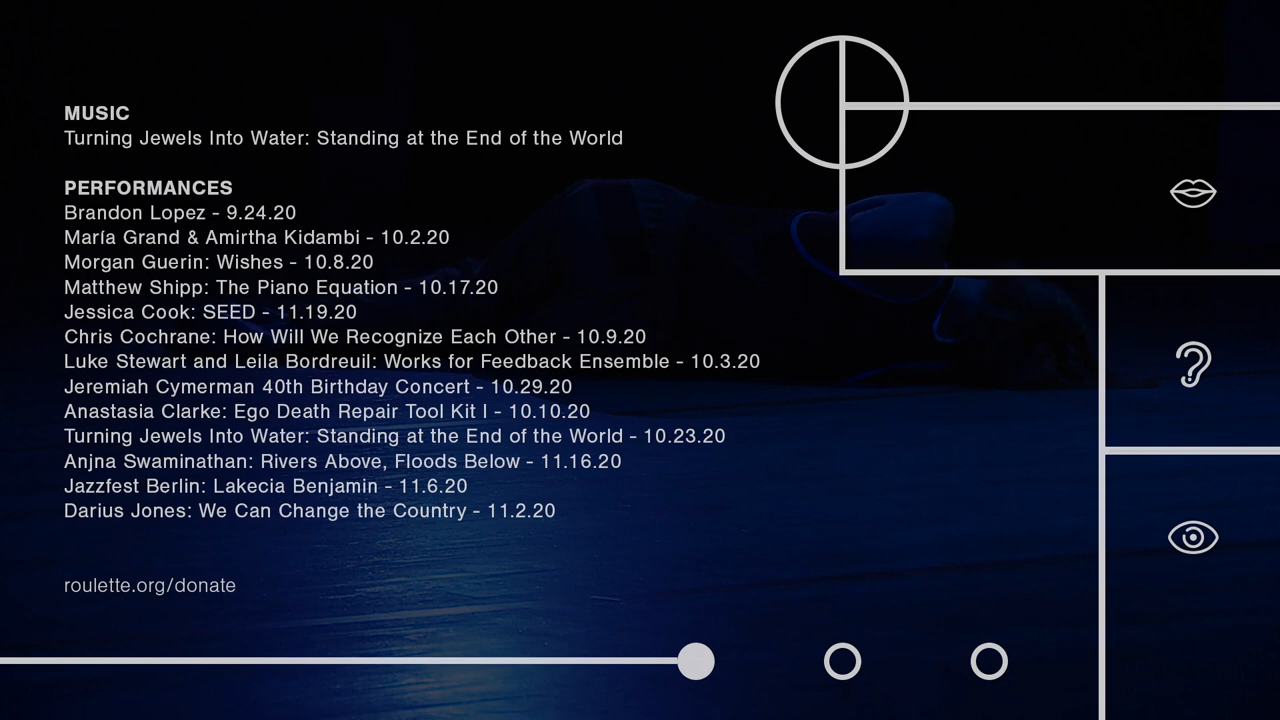 MUSIC
Turning Jewels Into Water: Standing at the End of the World
PERFORMANCES
Brandon Lopez - 9.24.20
María Grand & Amirtha Kidambi - 10.2.20
Morgan Guerin: Wishes - 10.8.20
Matthew Shipp: The Piano Equation - 10.17.20
Jessica Cook: SEED - 11.19.20
Chris Cochrane: How Will We Recognize Each Other - 10.9.20
Luke Stewart and Leila Bordreuil: Works for Feedback Ensemble - 10.3.20
Jeremiah Cymerman 40th Birthday Concert - 10.29.20
Anastasia Clarke: Ego Death Repair Tool Kit I - 10.10.20
Turning Jewels Into Water: Standing at the End of the World - 10.23.20
Anjna Swaminathan: Rivers Above, Floods Below - 11.16.20
Jazzfest Berlin: Lakecia Benjamin - 11.6.20
Darius Jones: We Can Change the Country - 11.2.20
roulette.org/donate